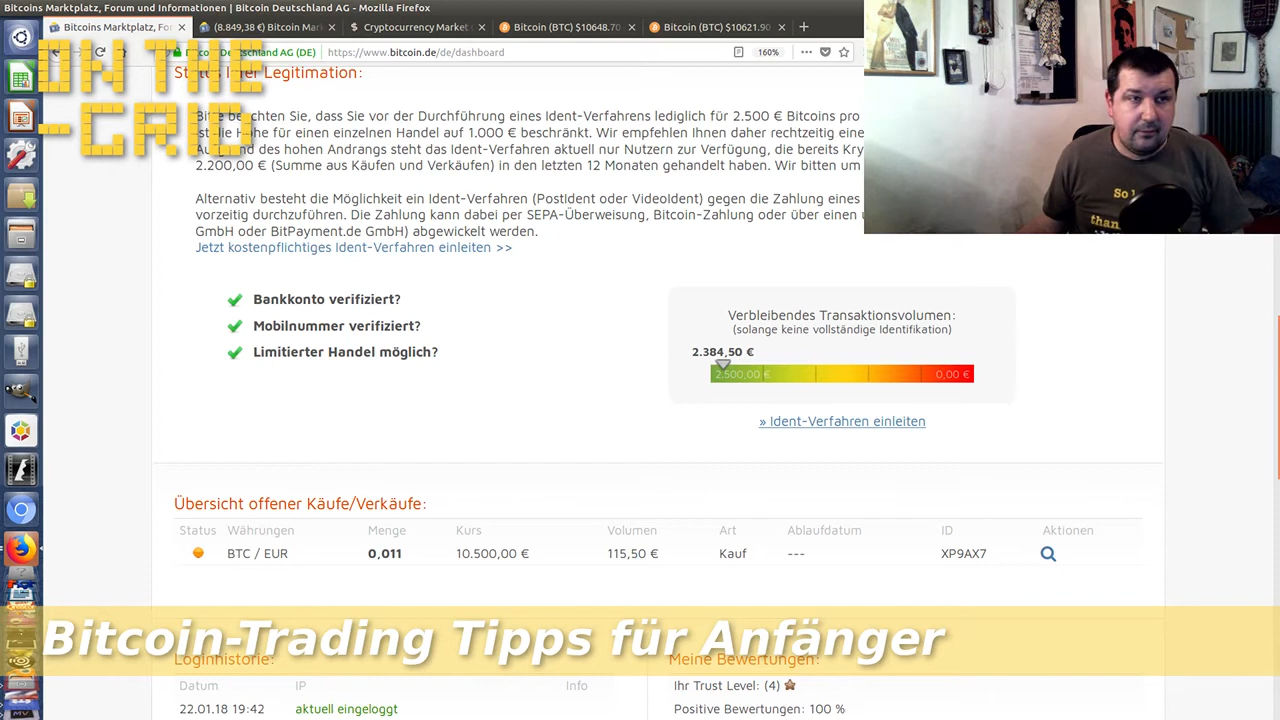 Bitcoins Marktplatz, Forum und Informationen | Bitcoin Deutschland AG - Mozilla Firefox
Bitcoins Marktplatz, Fo
(8.849,38 €) Bitcoin Mar
Cryptocurrency Market
Bitcoin (BTC) $10648.70
Bitcoin (BTC) $10621.90
Deutschland AG (DE)
https://www.bitcoin.de/de/dashboard
160%
ON THE
-GRID
Legitimation:
Sie, dass Sie vor der Durchführung eines Ident-Verfahrens lediglich für 2.500 € Bitcoins pro
für einen einzelnen Handel auf 1.000 € beschränkt. Wir empfehlen Ihnen daher rechtzeitig eine
des hohen Andrangs steht das Ident-Verfahren aktuell nur Nutzern zur Verfügung, die bereits Kry
2.200,00 € (Summe aus Käufen und Verkäufen) in den letzten 12 Monaten gehandelt haben. Wir bitten um
Alternativ besteht die Möglichkeit ein Ident-Verfahren (PostIdent oder VideoIdent) gegen die Zahlung eines
vorzeitig durchzuführen. Die Zahlung kann dabei per SEPA-Überweisung, Bitcoin-Zahlung oder über einen
GmbH oder BitPayment.de GmbH) abgewickelt werden.
Jetzt kostenpflichtiges Ident-Verfahren einleiten >>
Bankkonto verifiziert?
Mobilnummer verifiziert?
Limitierter Handel möglich?
Verbleibendes Transaktionsvolumen:
(solange keine vollständige Identifikation)
2.384,50 €
2.500,00 € 0,00 €
» Ident-Verfahren einleiten
Übersicht offener Käufe/Verkäufe:
Status Währungen Menge Kurs Volumen Art Ablaufdatum ID Aktionen
BTC / EUR 0,011 10.500,00 € 115,50 € Kauf --- XP9AX7
Bitcoin-Trading Tipps für Anfänger
Loginhistorie:
Datum IP Info
22.01.18 19:42 aktuell eingeloggt
Meine Bewertungen:
Ihr Trust Level: (4)
Positive Bewertungen: 100 %
So
than